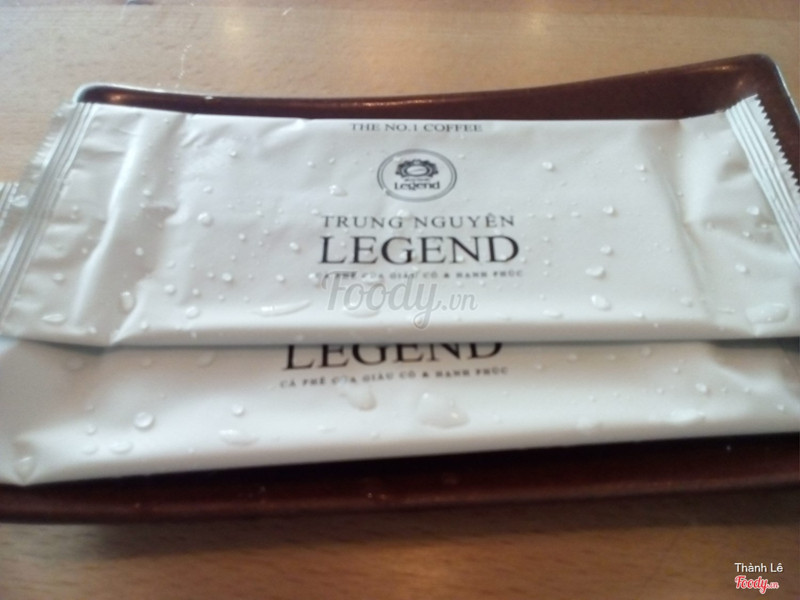 THE NO.1 COFFEE
Legend
TRUNG NGUYÊN
LEGEND
CÀ PHÊ CỦA GIÀU CÓ & HẠNH PHÚC
Foody.vn
LEGEND
CÀ PHÊ CỦA GIÀU CÓ & HẠNH PHÚC
Thành Lê
Foody.vn